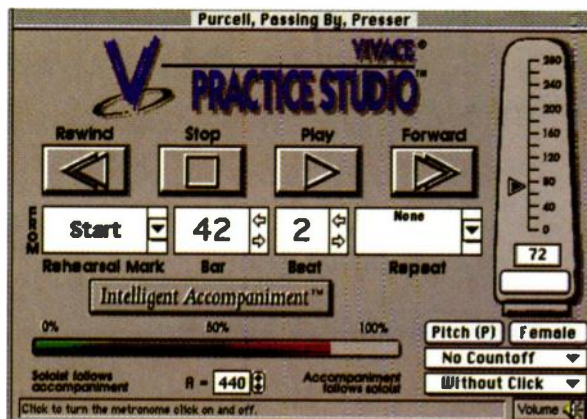 Purcell, Passing By, Presser
VIVACE®
PRACTICE STUDIO™
Rewind Stop Play Forward
FROM
Start 42 2 None
Rehearsal Mark Bar Beat Repeat
Intelligent Accompaniment™
0% 50% 100%
Soloist follows accompaniment
A = 440
Accompaniment follows soloist
280
240
200
160
120
80
40
0
72
Pitch (P) Female
No Countoff
Without Click
Click to turn the metronome click on and off.
Volume